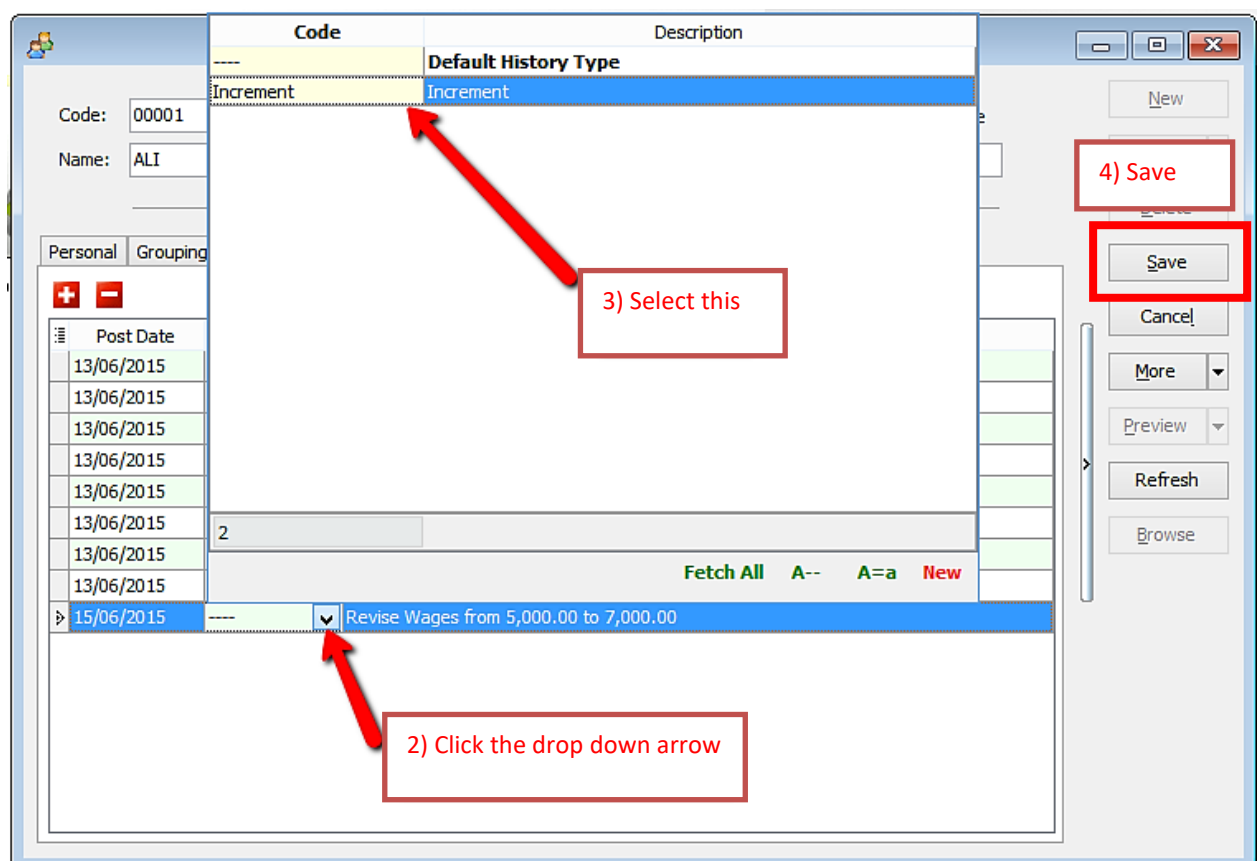 Code Description
---- Default History Type
Increment Increment
Code: 00001
Name: ALI
New
4) Save
Delete
Save
Cancel
More
Preview
Refresh
Browse
Personal Grouping
3) Select this
Post Date
13/06/2015
13/06/2015
13/06/2015
13/06/2015
13/06/2015
13/06/2015
13/06/2015
13/06/2015
2
Fetch All A-- A=a New
15/06/2015 ---- Revise Wages from 5,000.00 to 7,000.00
2) Click the drop down arrow